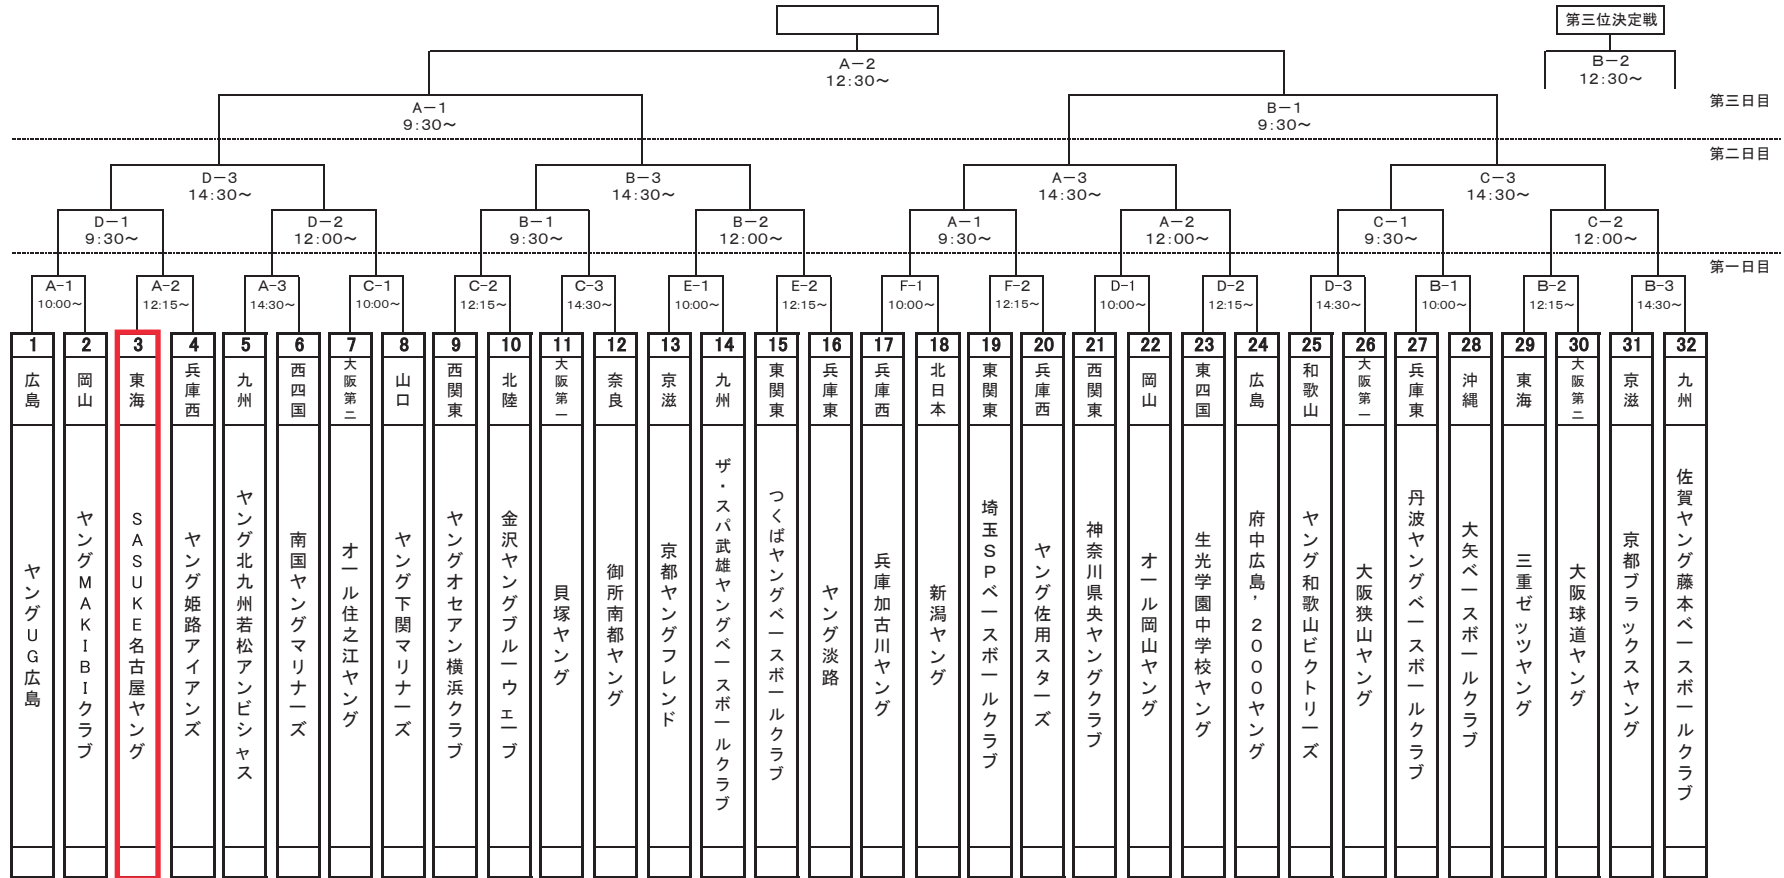 第三位決定戦
A－2
12:30～
B－2
12:30～
第三日目
A－1
9:30～
B－1
9:30～
第二日目
D－3
14:30～
B－3
14:30～
A－3
14:30～
C－3
14:30～
D－1
9:30～
D－2
12:00～
B－1
9:30～
B－2
12:00～
A－1
9:30～
A－2
12:00～
C－1
9:30～
C－2
12:00～
第一日目
A-1
10:00～
A-2
12:15～
A-3
14:30～
C-1
10:00～
C-2
12:15～
C-3
14:30～
E-1
10:00～
E-2
12:15～
F-1
10:00～
F-2
12:15～
D-1
10:00～
D-2
12:15～
D-3
14:30～
B-1
10:00～
B-2
12:15～
B-3
14:30～
1
広島
ヤングＵＧ広島
2
岡山
ヤングＭＡＫＩＢＩクラブ
3
東海
ＳＡＳＵＫＥ名古屋ヤング
4
兵庫西
ヤング姫路アイアンズ
5
九州
ヤング北九州若松アンビシャス
6
西四国
南国ヤングマリナーズ
7
大阪第二
オール住之江ヤング
8
山口
ヤング下関マリナーズ
9
西関東
ヤングオセアン横浜クラブ
10
北陸
金沢ヤングブルーウェーブ
11
大阪第一
貝塚ヤング
12
奈良
御所南都ヤング
13
京滋
京都ヤングフレンド
14
九州
ザ・スパ武雄ヤングベースボールクラブ
15
東関東
つくばヤングベースボールクラブ
16
兵庫東
ヤング淡路
17
兵庫西
兵庫加古川ヤング
18
北日本
新潟ヤング
19
東関東
埼玉ＳＰベースボールクラブ
20
兵庫西
ヤング佐用スターズ
21
西関東
神奈川県央ヤングクラブ
22
岡山
オール岡山ヤング
23
東四国
生光学園中学校ヤング
24
広島
府中広島’２０００ヤング
25
和歌山
ヤング和歌山ビクトリーズ
26
大阪第一
大阪狭山ヤング
27
兵庫東
丹波ヤングベースボールクラブ
28
沖縄
大矢ベースボールクラブ
29
東海
三重ゼッツヤング
30
大阪第二
大阪球道ヤング
31
京滋
京都ブラックスヤング
32
九州
佐賀ヤング藤本ベースボールクラブ